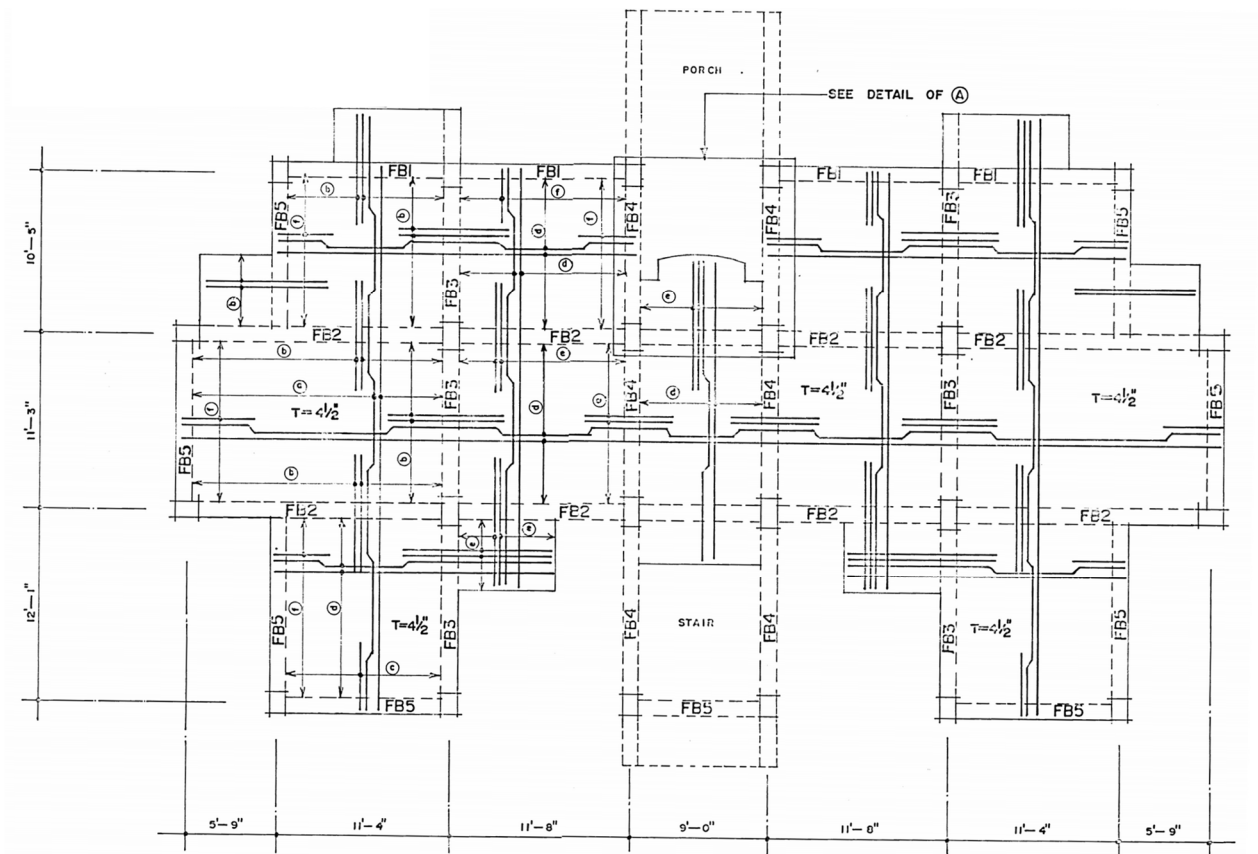 PORCH
SEE DETAIL OF Ⓐ
FB1 FB1 FB1 FB1
ⓑ ⓕ
FB5 ⓕ ⓑ ⓓ ⓕ FB4 FB4 FB3 FB5
10'-5"
ⓓ
ⓑ FB3 ⓔ
FB2 FB2 FB2 FB2
ⓑ ⓔ
ⓒ FB3 FB4 ⓓ FB4 T=4½" FB3 T=4½" FB5
ⓕ T=4½" ⓓ
11'-3"
FB5 ⓑ ⓑ
FB2 FB2 FB2 FB2
ⓔ ⓔ
12'-1"
ⓕ ⓓ
FB5 T=4½" FB3 FB4 STAIR FB4 FB3 T=4½"
ⓒ
FB5 FB5 FB5
5'-9" 11'-4" 11'-8" 9'-0" 11'-8" 11'-4" 5'-9"